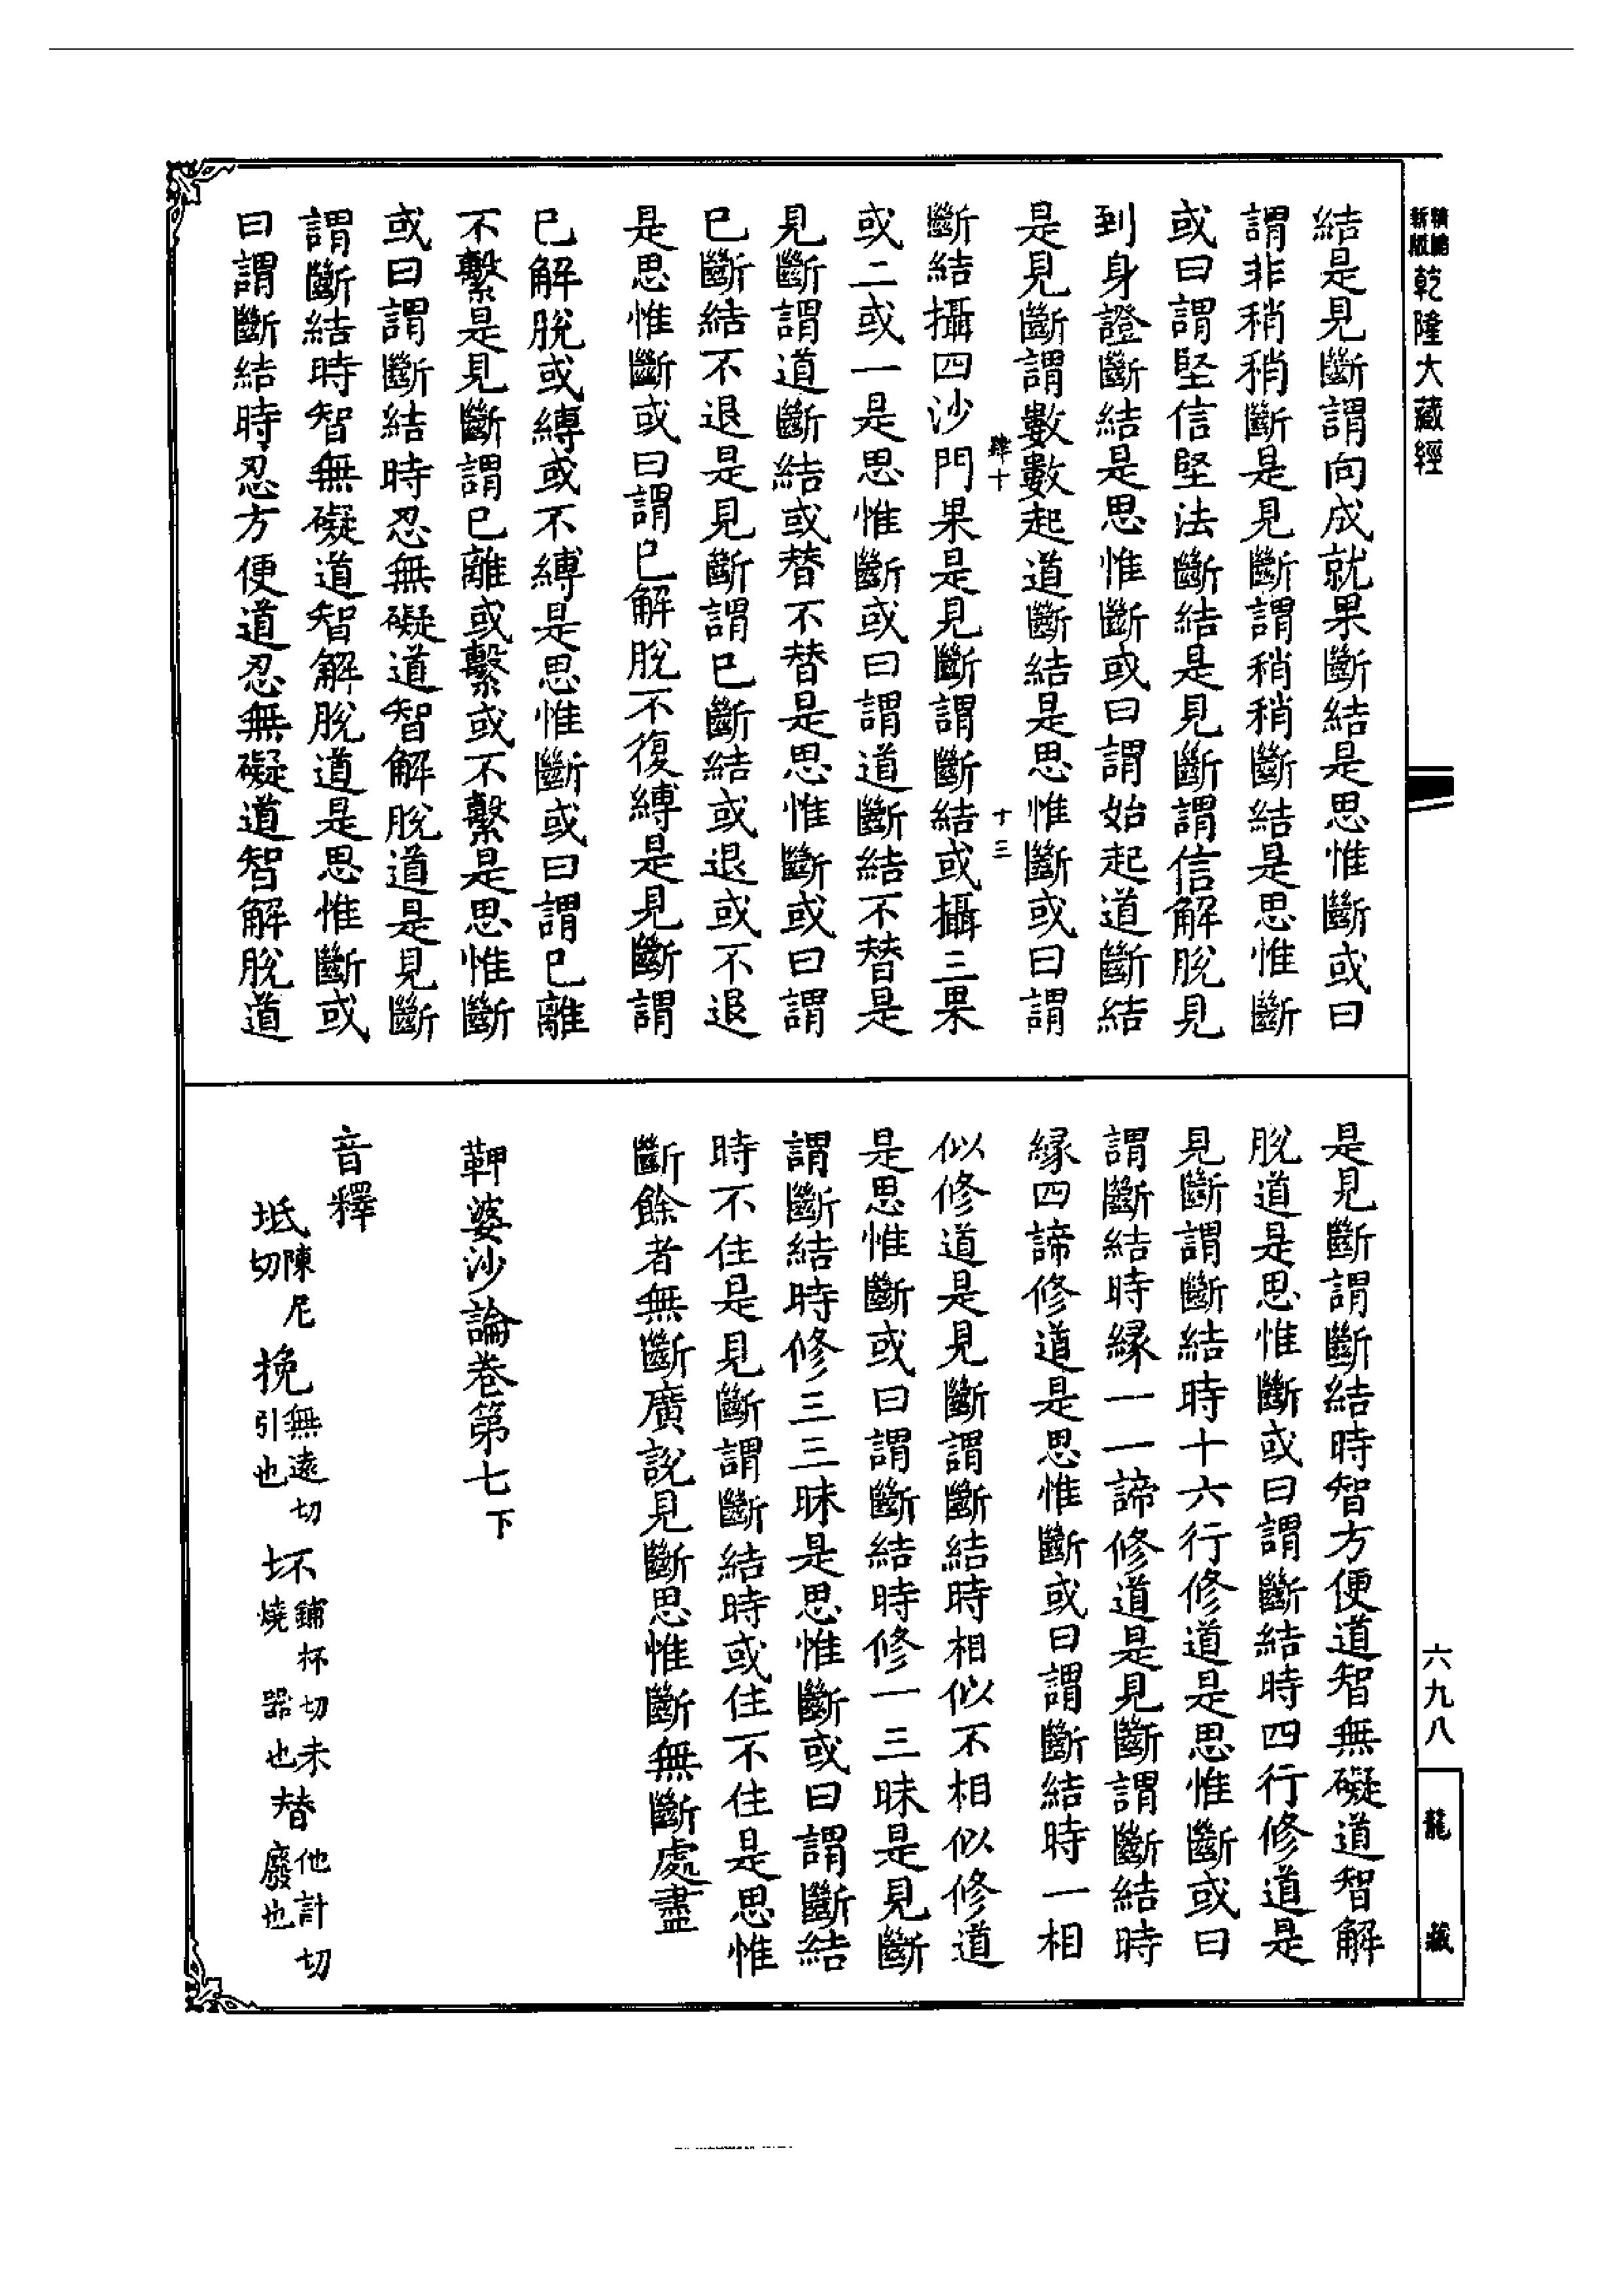 乾隆大藏經
結是見斷謂向成就果斷結是思惟斷或曰
謂非稍稍斷是見斷謂稍稍斷結是思惟斷
或曰謂堅信堅法斷結是見斷謂信解脫見
到身證斷結是思惟斷或曰謂始起道斷結
是見斷謂數數起道斷結是思惟斷或曰謂
肆十 十三
斷結攝四沙門果是見斷謂斷結或攝三果
或二或一是思惟斷或曰謂道斷結不替是
見斷謂道斷結或替不替是思惟斷或曰謂
已斷結不退是見斷謂已斷結或退或不退
是思惟斷或曰謂已解脫不復縛是見斷謂
已解脫或縛或不縛是思惟斷或曰謂已離
不繫是見斷謂已離或繫或不繫是思惟斷
或曰謂斷結時忍無礙道智解脫道是見斷
謂斷結時智無礙道智解脫道是思惟斷或
曰謂斷結時忍方便道忍無礙道智解脫道
是見斷謂斷結時智方便道智無礙道智解
脫道是思惟斷或曰謂斷結時四行修道是
見斷謂斷結時十六行修道是思惟斷或曰
謂斷結時緣一一諦修道是見斷謂斷結時
緣四諦修道是思惟斷或曰謂斷結時一相
似修道是見斷謂斷結時相似不相似修道
是思惟斷或曰謂斷結時修一三昧是見斷
謂斷結時修三三昧是思惟斷或曰謂斷結
時不住是見斷謂斷結時或住不住是思惟
斷餘者無斷廣說見斷思惟斷無斷處盡
鞞婆沙論卷第七下
音釋
坻陳尼切 挽無遠切引也 坏鋪杯切未燒器也 替他計切廢也
六九八
龍藏